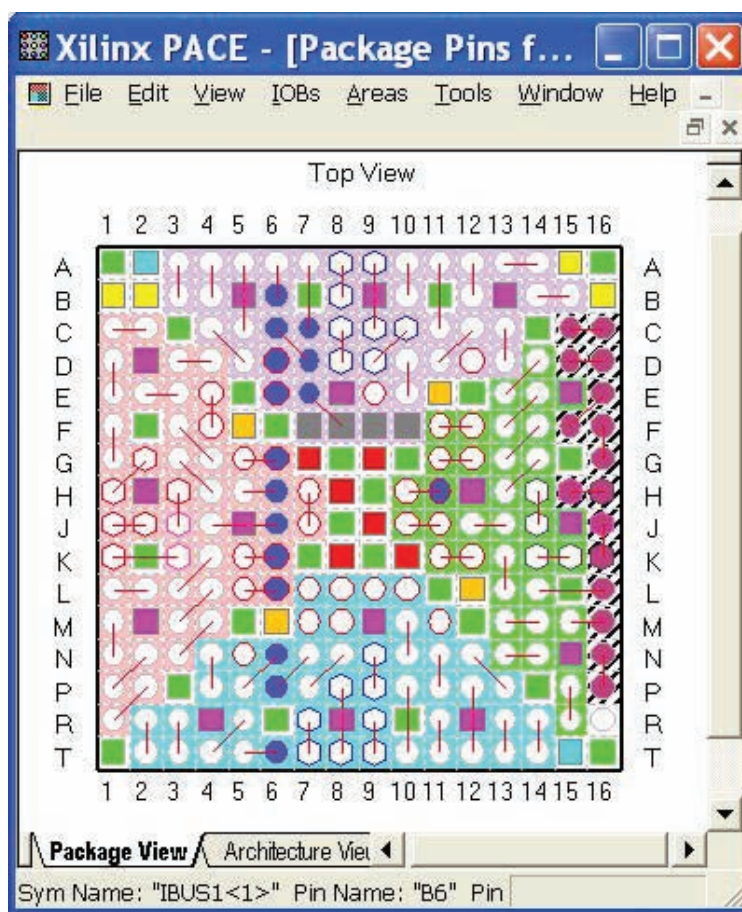 Xilinx PACE - [Package Pins f...
File Edit View IOBs Areas Tools Window Help
Top View
1 2 3 4 5 6 7 8 9 10 11 12 13 14 15 16
A A
B B
C C
D D
E E
F F
G G
H H
J J
K K
L L
M M
N N
P P
R R
T T
1 2 3 4 5 6 7 8 9 10 11 12 13 14 15 16
Package View Architecture Vie
Sym Name: "IBUS1<1>" Pin Name: "B6" Pin